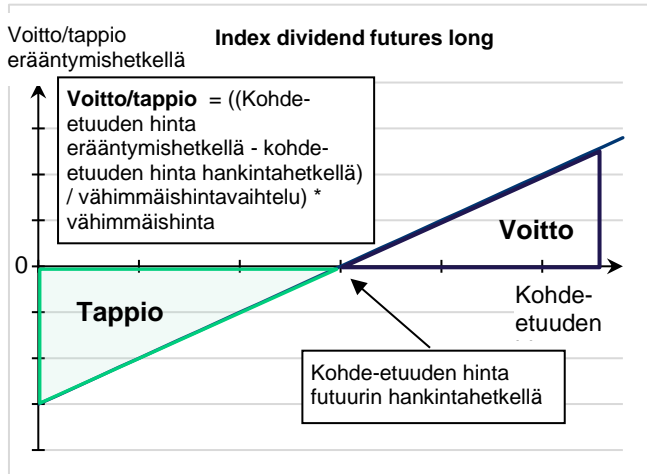 Voitto/tappio
erääntymishetkellä
Index dividend futures long
Voitto/tappio = ((Kohde-
etuuden hinta
erääntymishetkellä - kohde-
etuuden hinta hankintahetkellä)
/ vähimmäishintavaihtelu) *
vähimmäishinta
Voitto
0
Tappio
Kohde-
etuuden
Kohde-etuuden hinta
futuurin hankintahetkellä